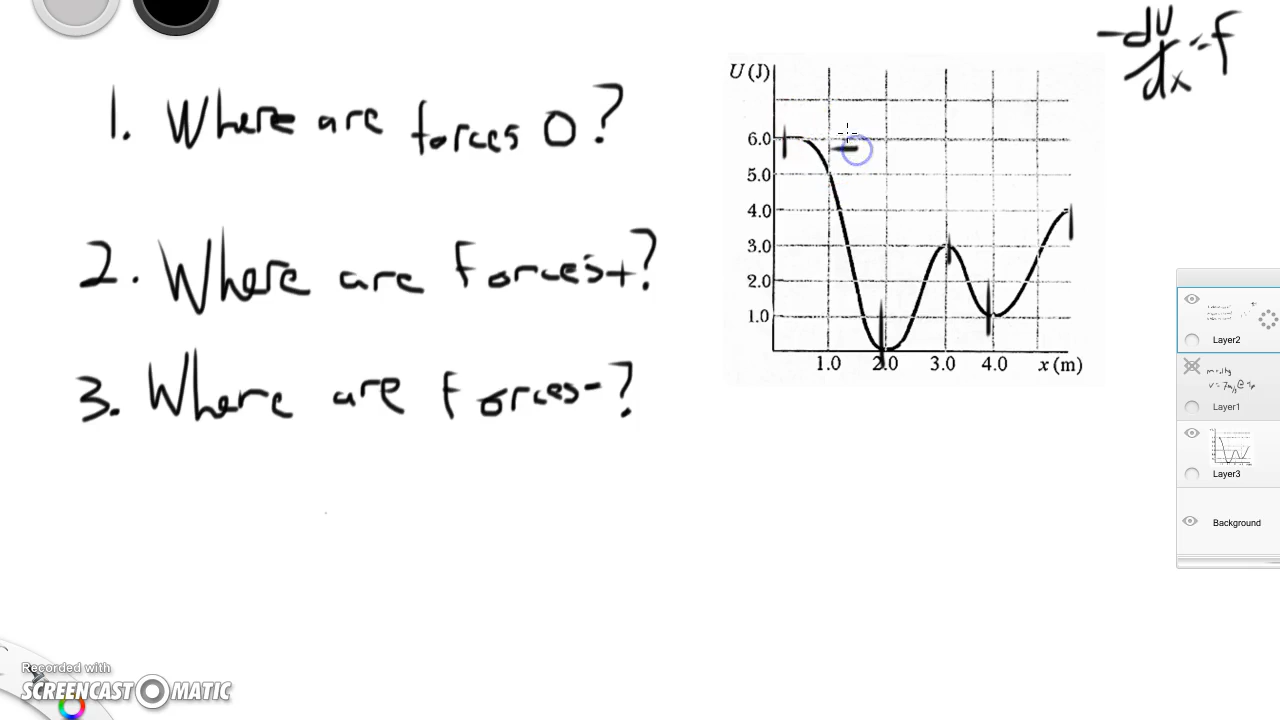 -dU/dx = F
1. Where are forces 0?
U (J)
6.0
5.0
4.0
3.0
2.0
1.0
1.0 2.0 3.0 4.0 x (m)
2. Where are Forces +?
3. Where are Forces -?
Layer2
Layer1
Layer3
Background
Recorded with
SCREENCAST O MATIC